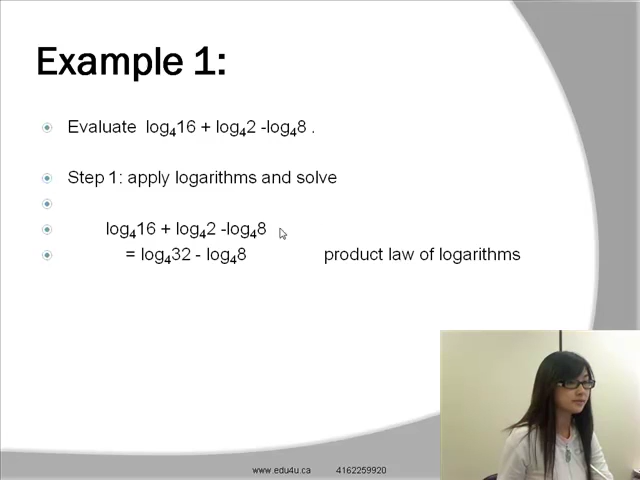 Example 1:
Evaluate log₄16 + log₄2 -log₄8 .
Step 1: apply logarithms and solve
log₄16 + log₄2 -log₄8
= log₄32 - log₄8 product law of logarithms
www.edu4u.ca 4162259920